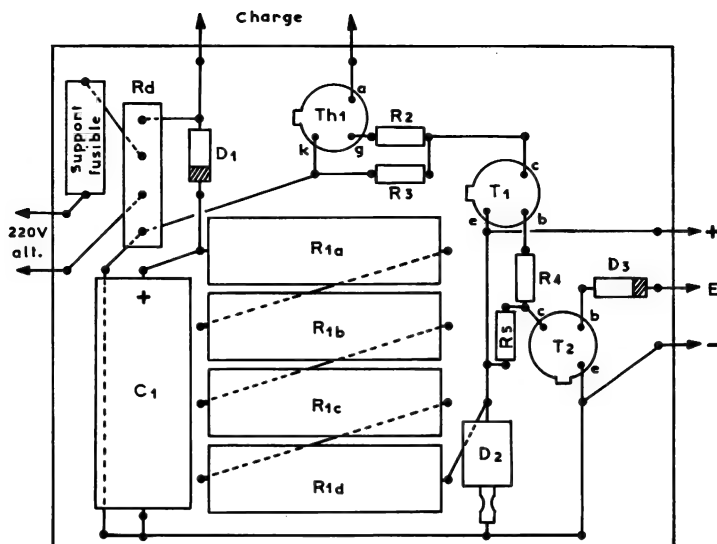 Charge
Rd
Support
fusible
Th1
a
k
g
R2
R3
D1
c
T1
e
b
220V
alt.
R1a
R1b
R1c
R1d
+
C1
R4
R5
D3
c
b
T2
e
D2
+
E
-